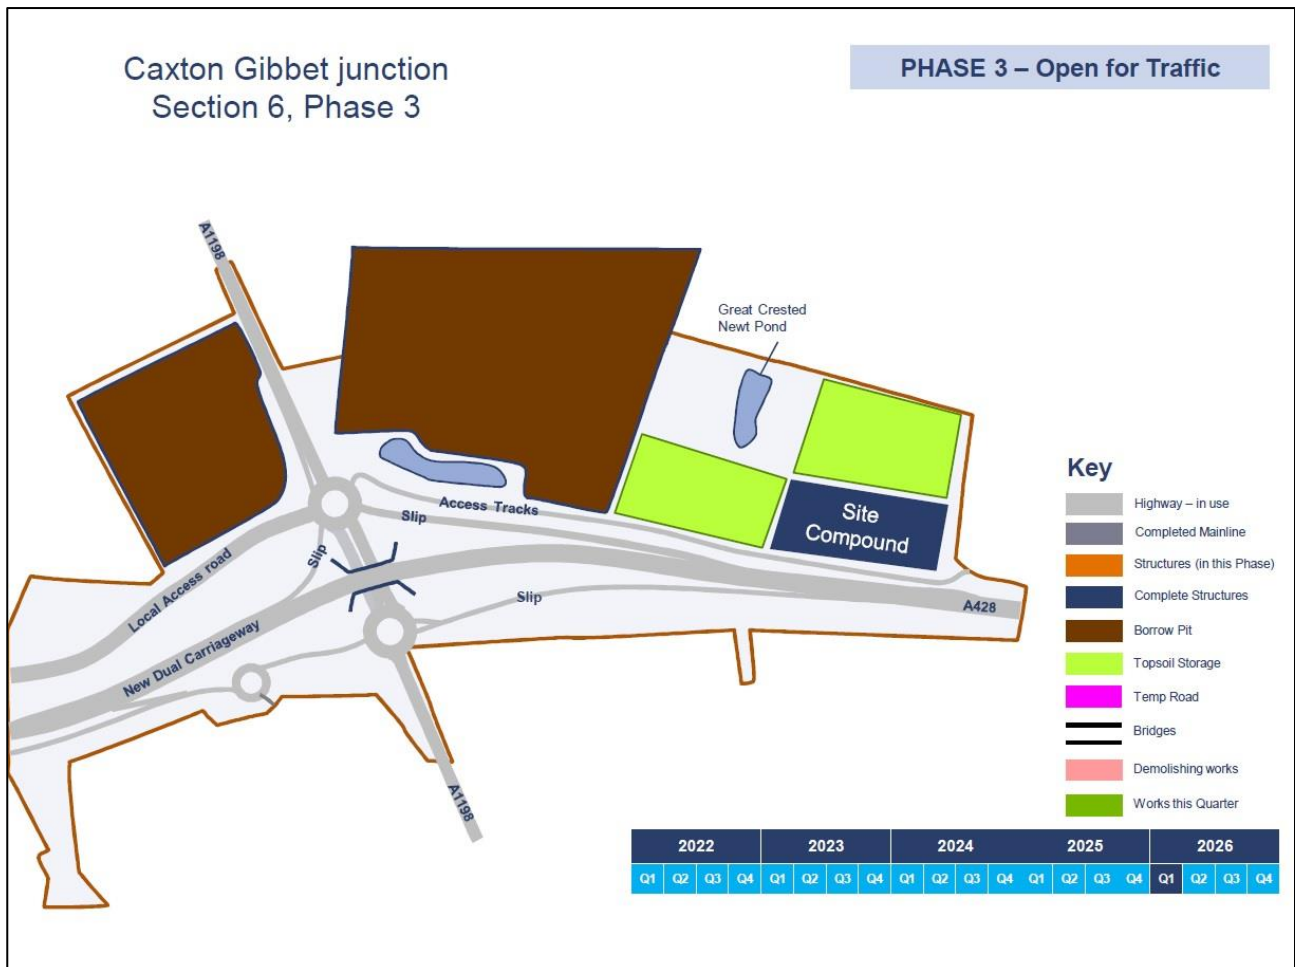 Caxton Gibbet junction
Section 6, Phase 3
PHASE 3 – Open for Traffic
A1198
Great Crested
Newt Pond
Access Tracks
Slip
Site
Compound
Slip
Local Access road
Slip
New Dual Carriageway
A428
A1198
Key
Highway – in use
Completed Mainline
Structures (in this Phase)
Complete Structures
Borrow Pit
Topsoil Storage
Temp Road
Bridges
Demolishing works
Works this Quarter
2022 2023 2024 2025 2026
Q1 Q2 Q3 Q4 Q1 Q2 Q3 Q4 Q1 Q2 Q3 Q4 Q1 Q2 Q3 Q4 Q1 Q2 Q3 Q4